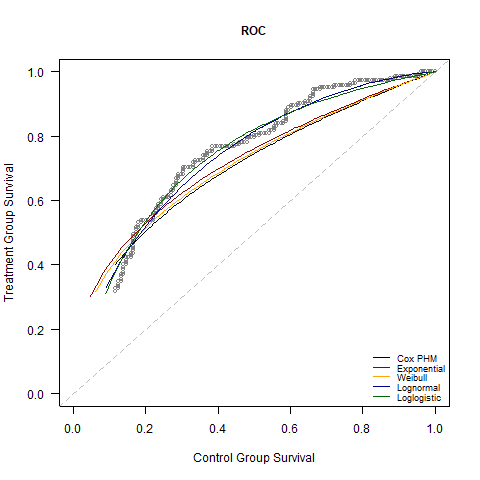 ROC
Treatment Group Survival
1.0
0.8
0.6
0.4
0.2
0.0
Cox PHM
Exponential
Weibull
Lognormal
Loglogistic
0.0 0.2 0.4 0.6 0.8 1.0
Control Group Survival